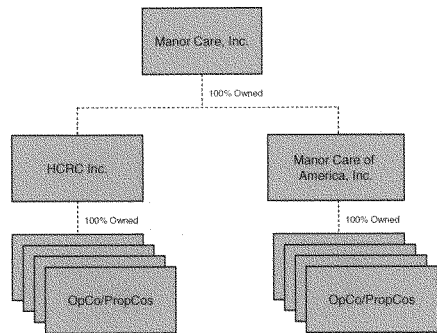 Manor Care, Inc.
100% Owned
HCRC Inc.
Manor Care of
America, Inc.
100% Owned
100% Owned
OpCo/PropCos
OpCo/PropCos